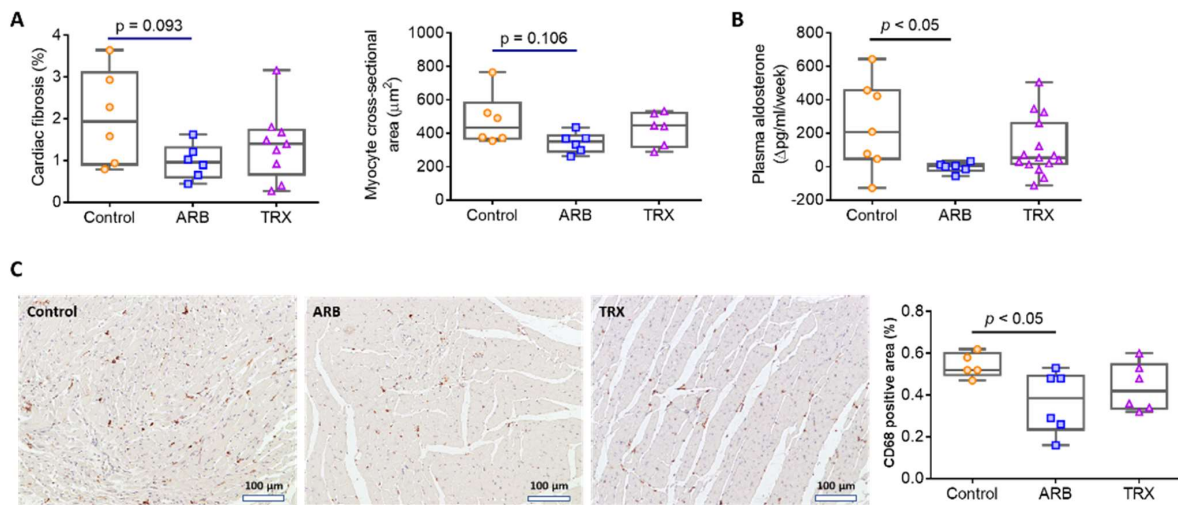 A
p = 0.093
Cardiac fibrosis (%)
4
3
2
1
0
Control
ARB
TRX
p = 0.106
Myocyte cross-sectional
area (μm²)
1000
800
600
400
200
0
Control
ARB
TRX
B
p < 0.05
Plasma aldosterone
(Δpg/ml/week)
800
600
400
200
0
-200
Control
ARB
TRX
C
Control
100 μm
ARB
100 μm
TRX
100 μm
p < 0.05
CD68 positive area (%)
0.8
0.6
0.4
0.2
0.0
Control
ARB
TRX